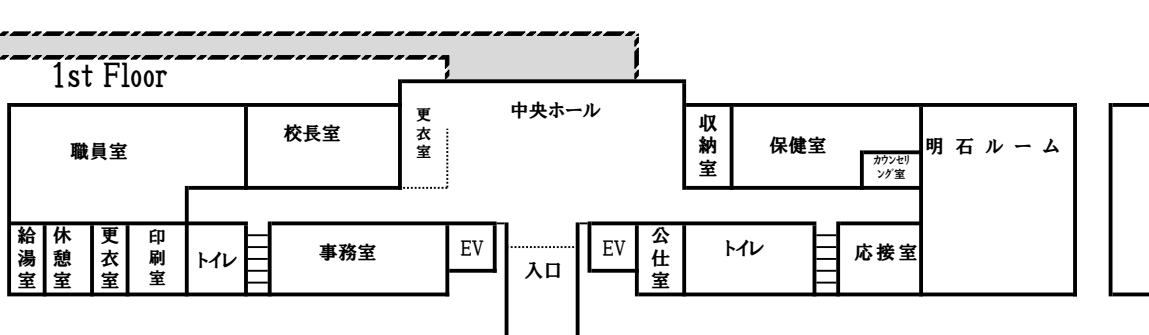 1st Floor
職員室
校長室
更衣室
中央ホール
収納室
保健室
カウンセリ
ング室
明石ルーム
給湯室
休憩室
更衣室
印刷室
トイレ
事務室
EV
入口
EV
公仕室
トイレ
応接室